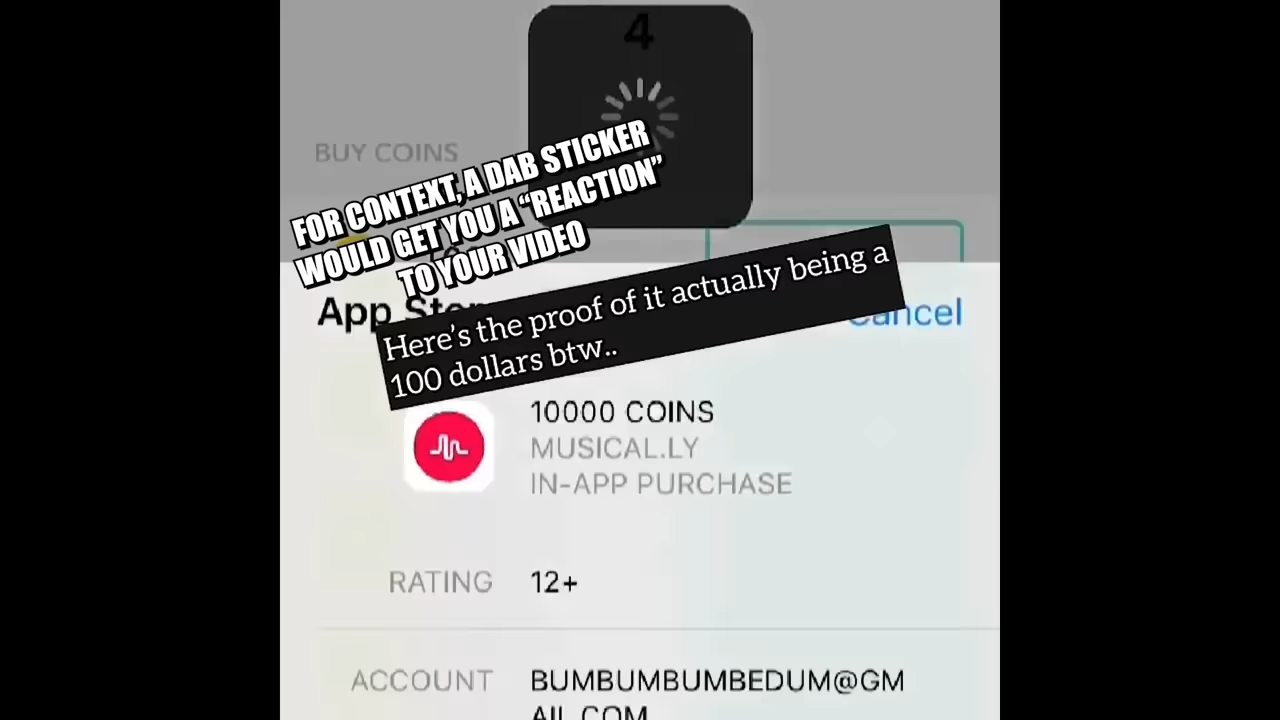 4
BUY COINS
FOR CONTEXT, A DAB STICKER
WOULD GET YOU A “REACTION”
TO YOUR VIDEO
App Store
Cancel
Here’s the proof of it actually being a
100 dollars btw..
10000 COINS
MUSICAL.LY
IN-APP PURCHASE
RATING 12+
ACCOUNT BUMBUMBUMBEDUM@GM
AIL.COM